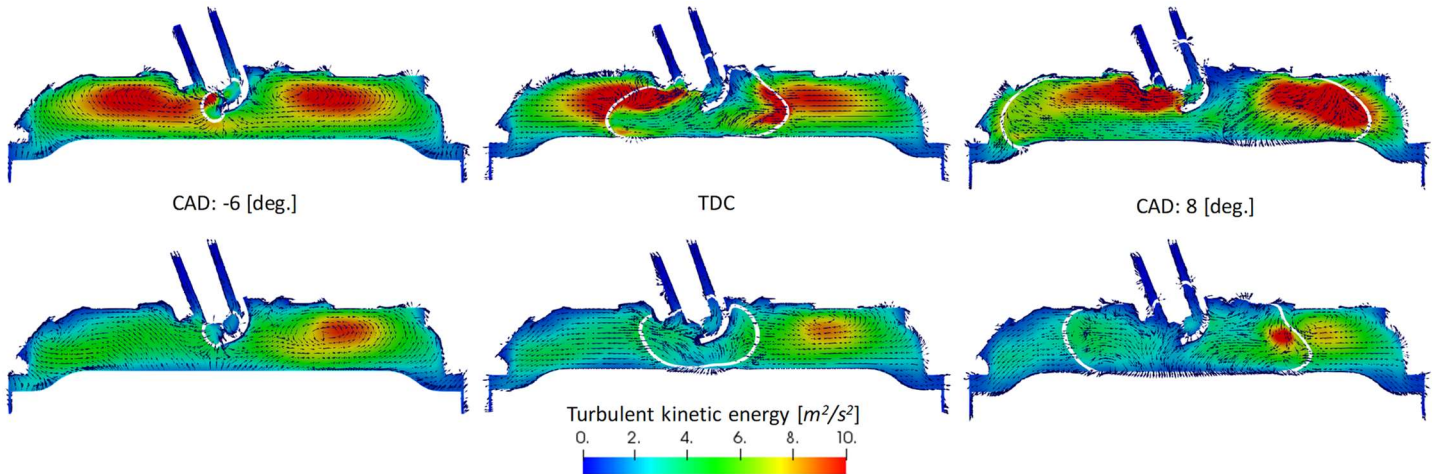 CAD: -6 [deg.]
TDC
CAD: 8 [deg.]
Turbulent kinetic energy [m²/s²]
0. 2. 4. 6. 8. 10.